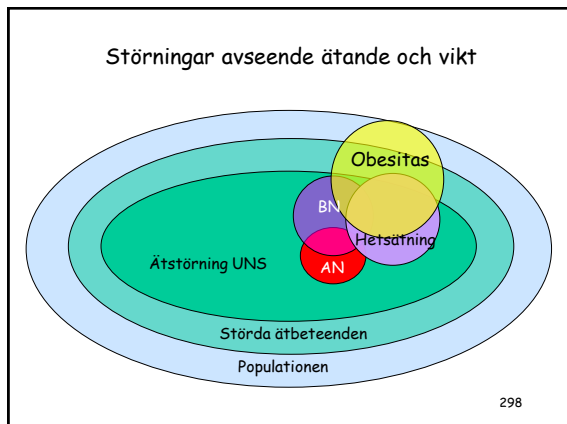 Störningar avseende ätande och vikt
Obesitas
BN
Hetsätning
Ätstörning UNS
AN
Störda ätbeteenden
Populationen
298